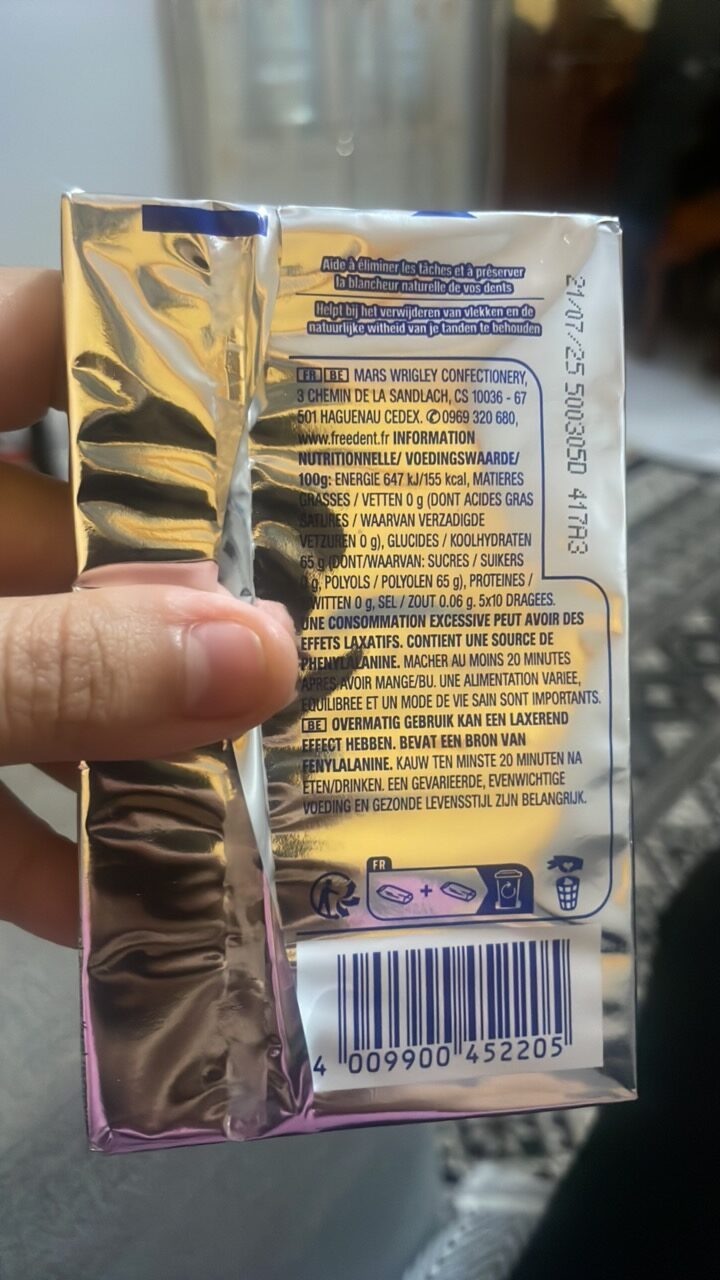 Aide à éliminer les tâches et à préserver
la blancheur naturelle de vos dents
Helpt bij het verwijderen van vlekken en de
natuurlijke witheid van je tanden te behouden
FR BE MARS WRIGLEY CONFECTIONERY,
3 CHEMIN DE LA SANDLACH, CS 10036 - 67
501 HAGUENAU CEDEX. ✆0969 320 680,
www.freedent.fr INFORMATION
NUTRITIONNELLE/ VOEDINGSWAARDE/
100g: ENERGIE 647 kJ/155 kcal, MATIERES
GRASSES / VETTEN 0 g (DONT ACIDES GRAS
SATURES / WAARVAN VERZADIGDE
VETZUREN 0 g), GLUCIDES / KOOLHYDRATEN
65 g (DONT/WAARVAN: SUCRES / SUIKERS
0 g, POLYOLS / POLYOLEN 65 g), PROTEINES /
WITTEN 0 g, SEL / ZOUT 0.06 g. 5x10 DRAGEES.
UNE CONSOMMATION EXCESSIVE PEUT AVOIR DES
EFFETS LAXATIFS. CONTIENT UNE SOURCE DE
PHENYLALANINE. MACHER AU MOINS 20 MINUTES
APRES AVOIR MANGE/BU. UNE ALIMENTATION VARIEE,
EQUILIBREE ET UN MODE DE VIE SAIN SONT IMPORTANTS.
BE OVERMATIG GEBRUIK KAN EEN LAXEREND
EFFECT HEBBEN. BEVAT EEN BRON VAN
FENYLALANINE. KAUW TEN MINSTE 20 MINUTEN NA
ETEN/DRINKEN. EEN GEVARIEERDE, EVENWICHTIGE
VOEDING EN GEZONDE LEVENSSTIJL ZIJN BELANGRIJK.
21/07/25 5003050 417A3
FR
+
4 009900 452205